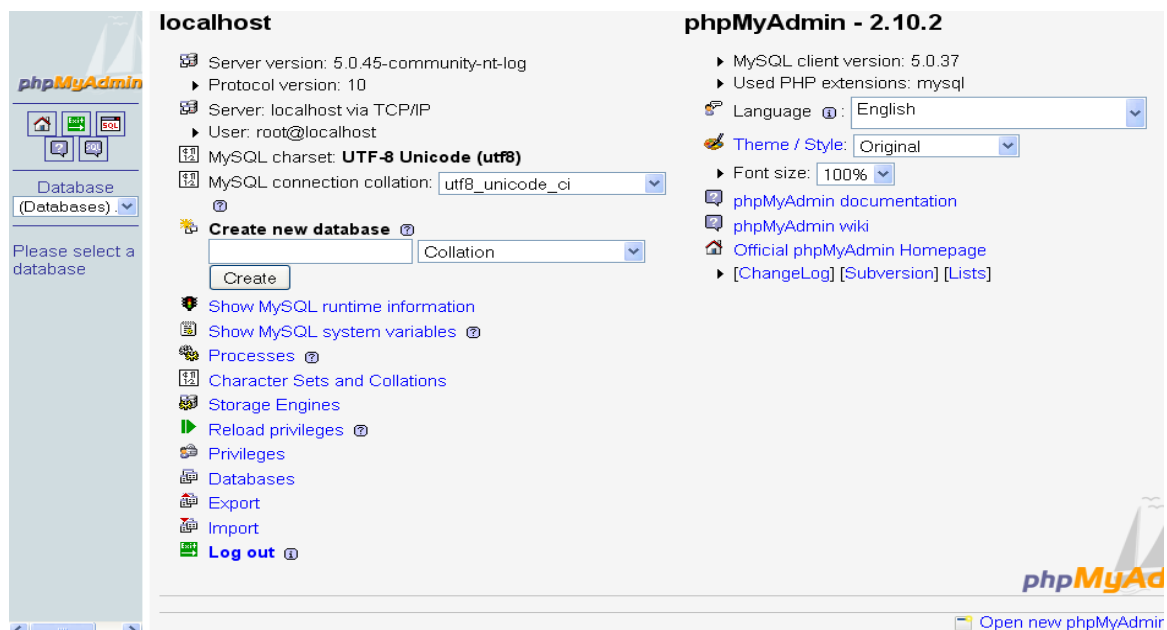 phpMyAdmin
Database
(Databases) .
Please select a
database
localhost
Server version: 5.0.45-community-nt-log
Protocol version: 10
Server: localhost via TCP/IP
User: root@localhost
MySQL charset: UTF-8 Unicode (utf8)
MySQL connection collation: utf8_unicode_ci
Create new database
Collation
Create
Show MySQL runtime information
Show MySQL system variables
Processes
Character Sets and Collations
Storage Engines
Reload privileges
Privileges
Databases
Export
Import
Log out
phpMyAdmin - 2.10.2
MySQL client version: 5.0.37
Used PHP extensions: mysql
Language : English
Theme / Style: Original
Font size: 100%
phpMyAdmin documentation
phpMyAdmin wiki
Official phpMyAdmin Homepage
[ChangeLog] [Subversion] [Lists]
phpMyAd
Open new phpMyAdmin